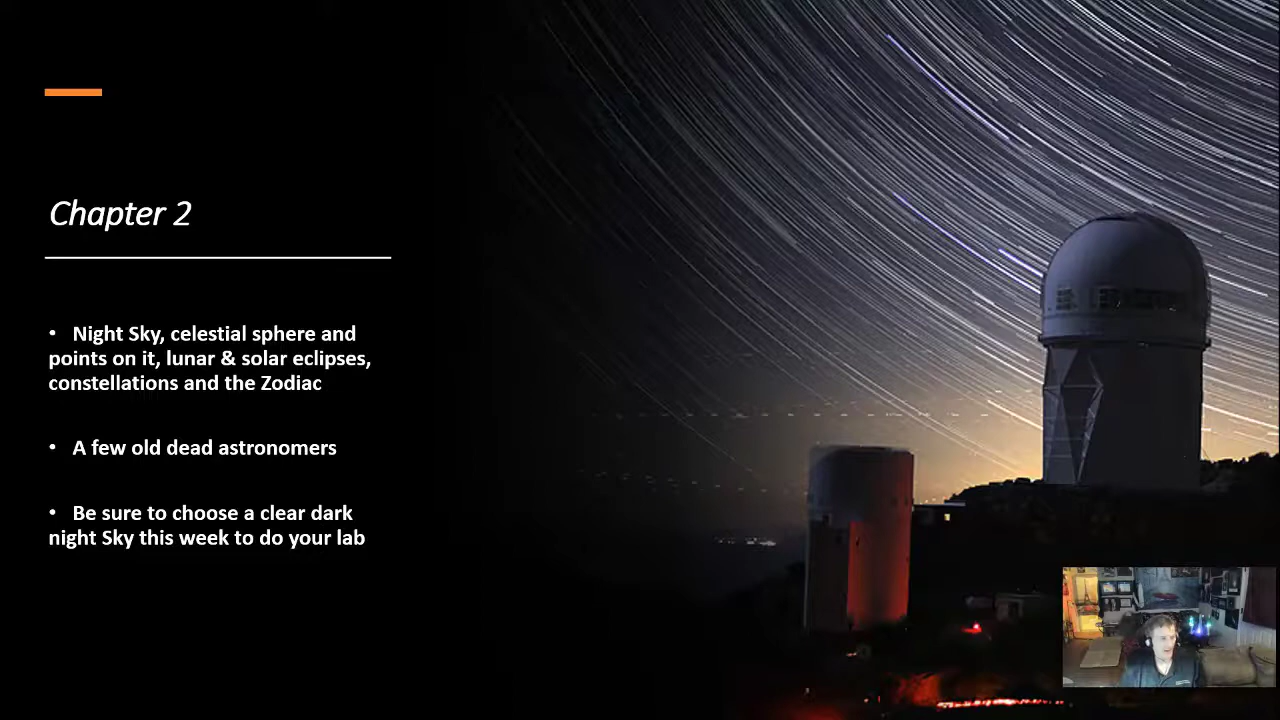 Chapter 2
• Night Sky, celestial sphere and
points on it, lunar & solar eclipses,
constellations and the Zodiac
• A few old dead astronomers
• Be sure to choose a clear dark
night Sky this week to do your lab